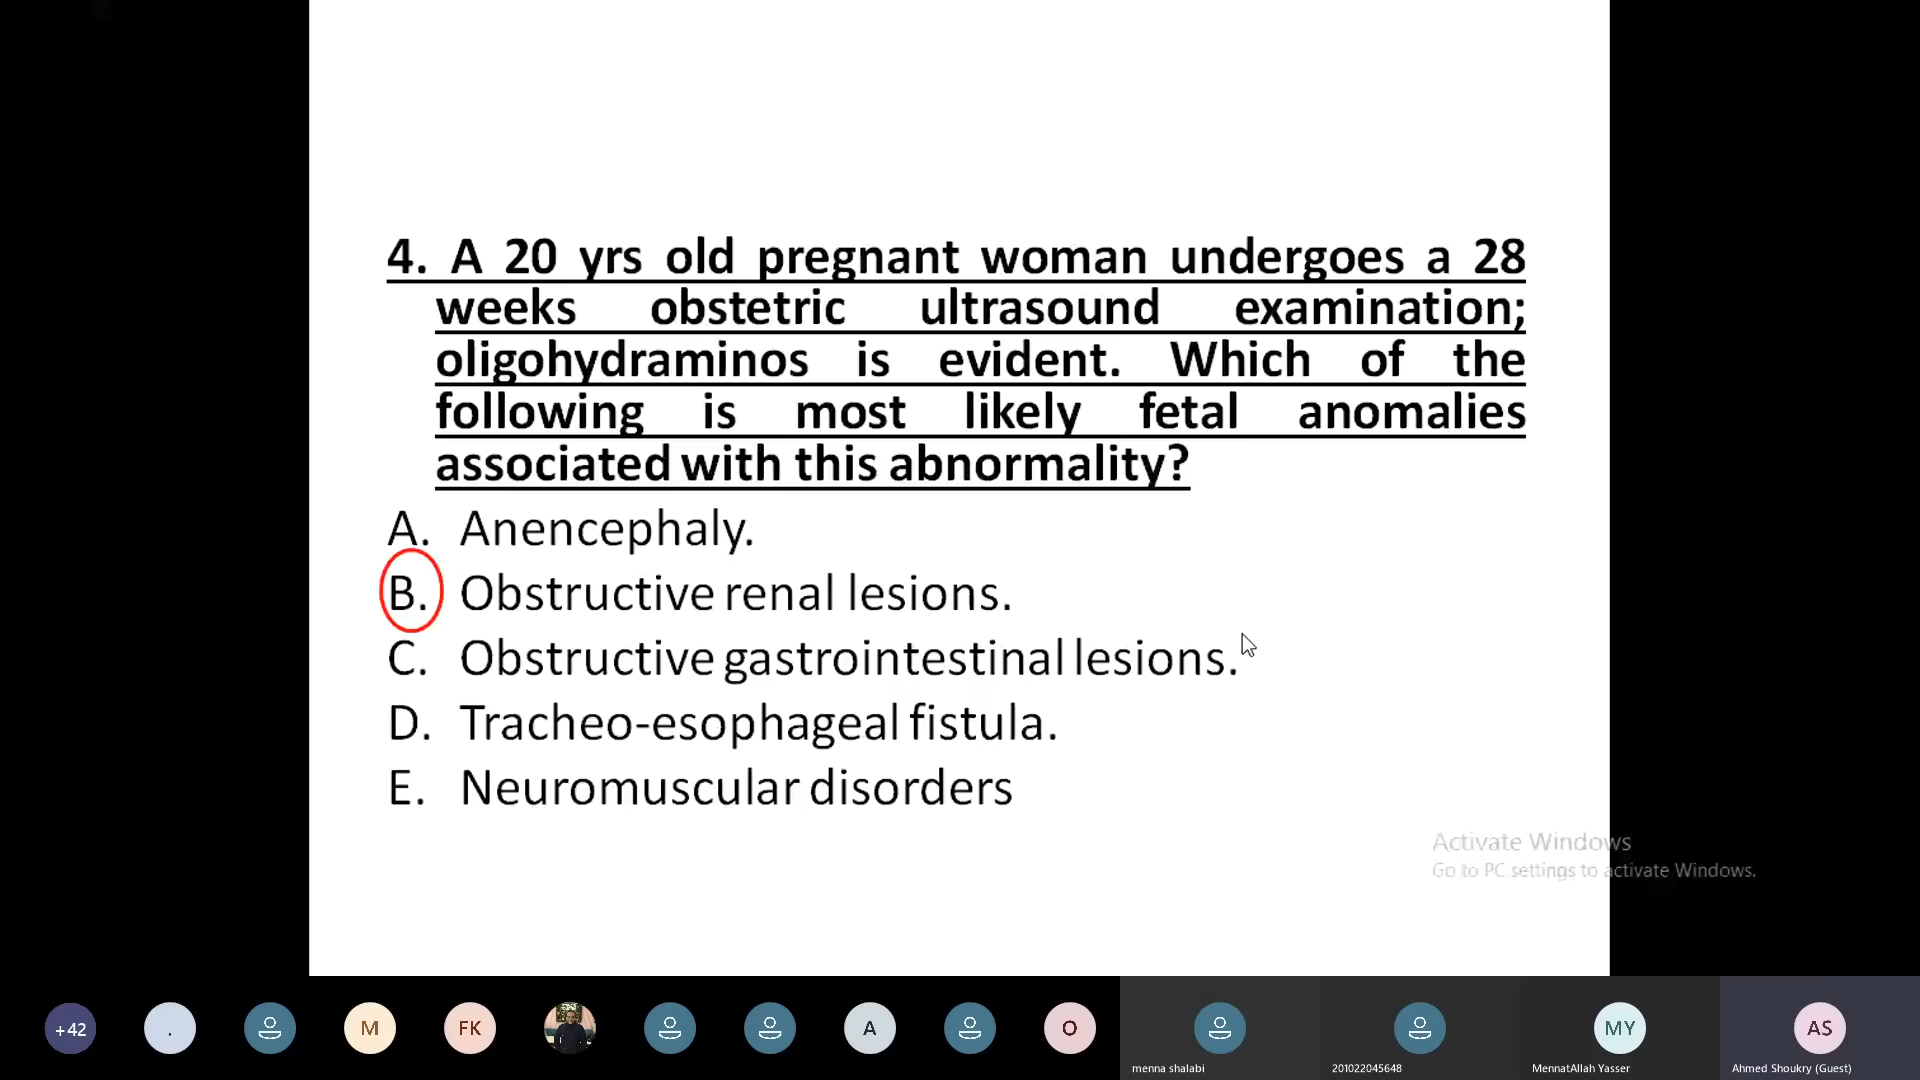 4. A 20 yrs old pregnant woman undergoes a 28
weeks obstetric ultrasound examination;
oligohydraminos is evident. Which of the
following is most likely fetal anomalies
associated with this abnormality?
A. Anencephaly.
B. Obstructive renal lesions.
C. Obstructive gastrointestinal lesions.
D. Tracheo-esophageal fistula.
E. Neuromuscular disorders
Activate Windows
Go to PC settings to activate Windows.
+42
.
M
FK
A
O
MY
AS
menna shalabi
201022045648
MennatAllah Yasser
Ahmed Shoukry (Guest)